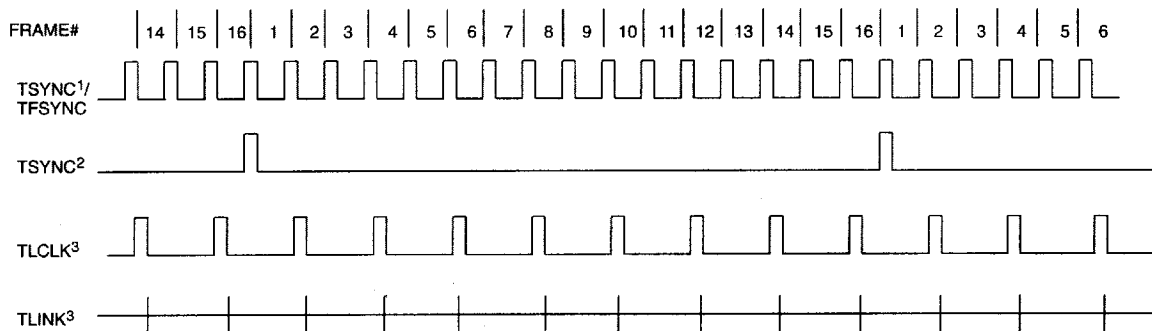 FRAME# 14 15 16 1 2 3 4 5 6 7 8 9 10 11 12 13 14 15 16 1 2 3 4 5 6
TSYNC¹/
TFSYNC
TSYNC²
TLCLK³
TLINK³